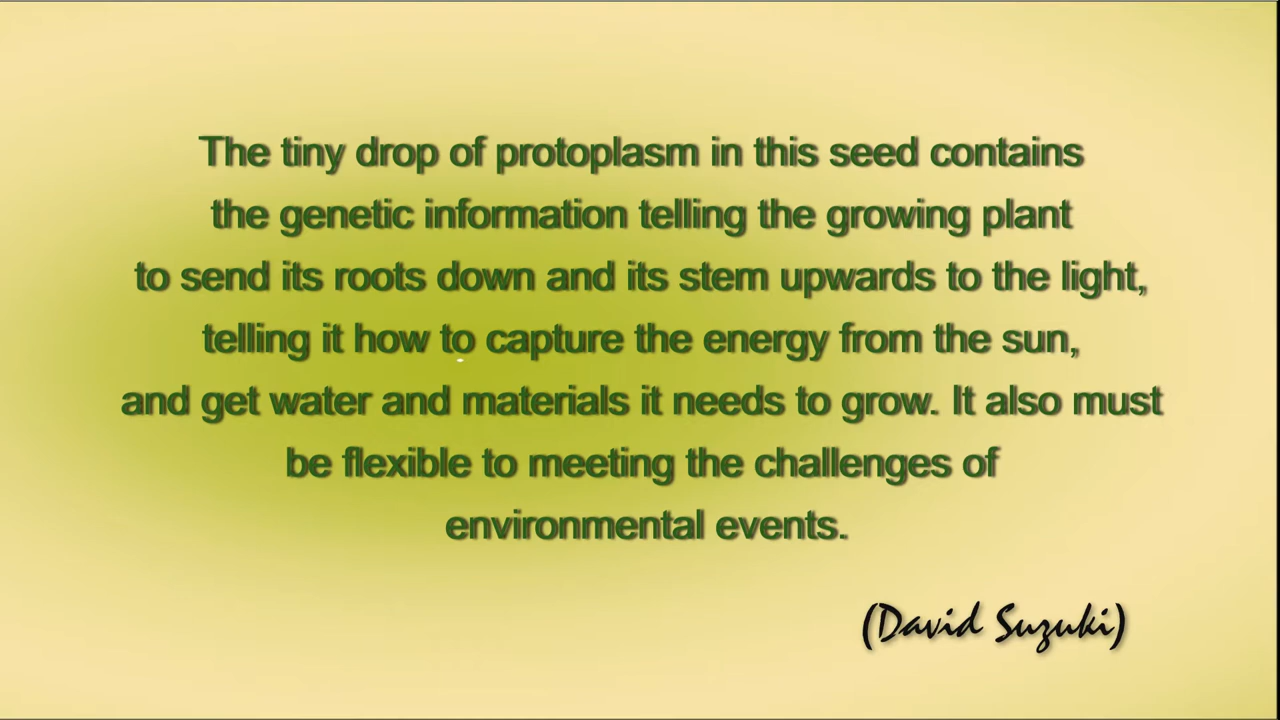 The tiny drop of protoplasm in this seed contains
the genetic information telling the growing plant
to send its roots down and its stem upwards to the light,
telling it how to capture the energy from the sun,
and get water and materials it needs to grow. It also must
be flexible to meeting the challenges of
environmental events.
(David Suzuki)